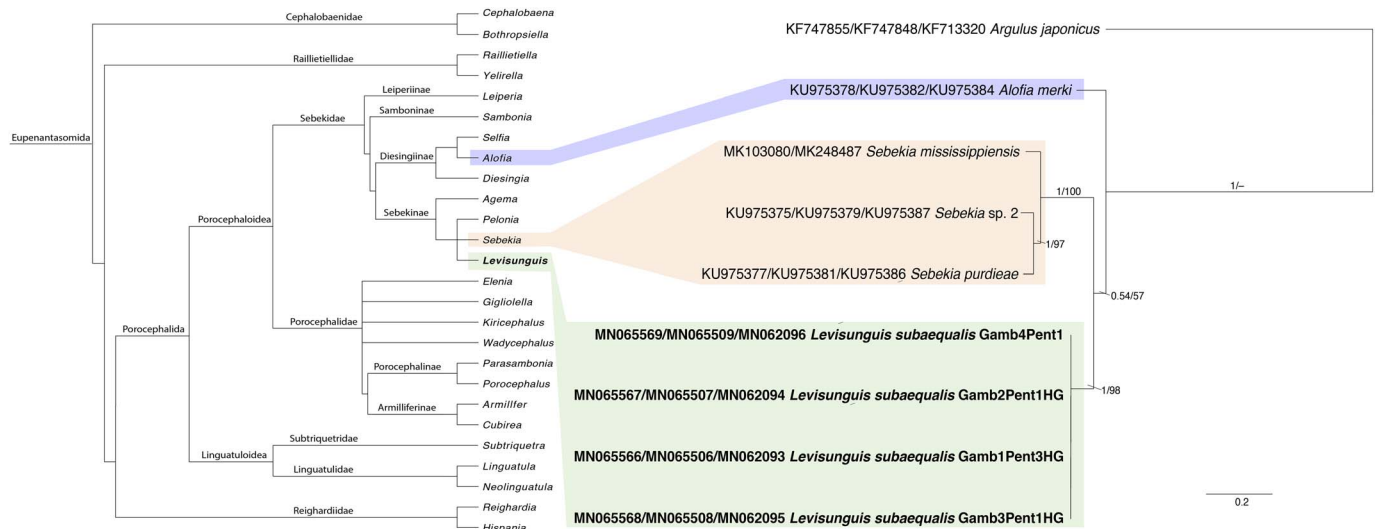 Eupenantasomida
Cephalobaenidae
Cephalobaena
Bothropsiella
Raillietiellidae
Raillietiella
Yelirella
Porocephalida
Porocephaloidea
Sebekidae
Leiperiinae
Leiperia
Samboninae
Sambonia
Diesingiinae
Selfia
Alofia
Diesingia
Sebekinae
Agema
Pelonia
Sebekia
Levisunguis
Porocephalidae
Elenia
Gigliolella
Kiricephalus
Wadycephalus
Porocephalinae
Parasambonia
Porocephalus
Armilliferinae
Armillfer
Cubirea
Linguatuloidea
Subtriquetridae
Subtriquetra
Linguatulidae
Linguatula
Neolinguatula
Reighardiidae
Reighardia
Hispania
KF747855/KF747848/KF713320 Argulus japonicus
KU975378/KU975382/KU975384 Alofia merki
MK103080/MK248487 Sebekia mississippiensis
KU975375/KU975379/KU975387 Sebekia sp. 2
KU975377/KU975381/KU975386 Sebekia purdieae
MN065569/MN065509/MN062096 Levisunguis subaequalis Gamb4Pent1
MN065567/MN065507/MN062094 Levisunguis subaequalis Gamb2Pent1HG
MN065566/MN065506/MN062093 Levisunguis subaequalis Gamb1Pent3HG
MN065568/MN065508/MN062095 Levisunguis subaequalis Gamb3Pent1HG
1/100
1/97
1/–
0.54/57
1/98
0.2